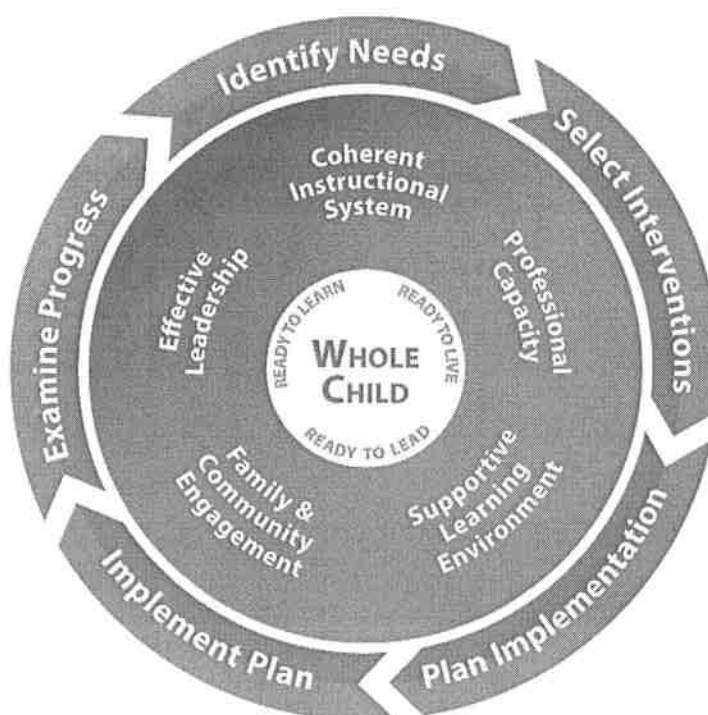 Identify Needs
Select Interventions
Plan Implementation
Implement Plan
Examine Progress
Coherent
Instructional
System
Professional
Capacity
Supportive
Learning
Environment
Family &
Community
Engagement
Effective
Leadership
READY TO LEARN
READY TO LIVE
READY TO LEAD
WHOLE
CHILD